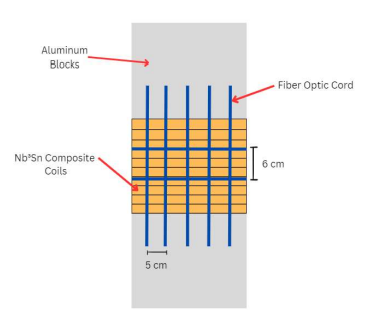 Aluminum
Blocks
Fiber Optic Cord
Nb³Sn Composite
Coils
6 cm
5 cm